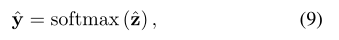 ŷ = softmax (ẑ) , (9)